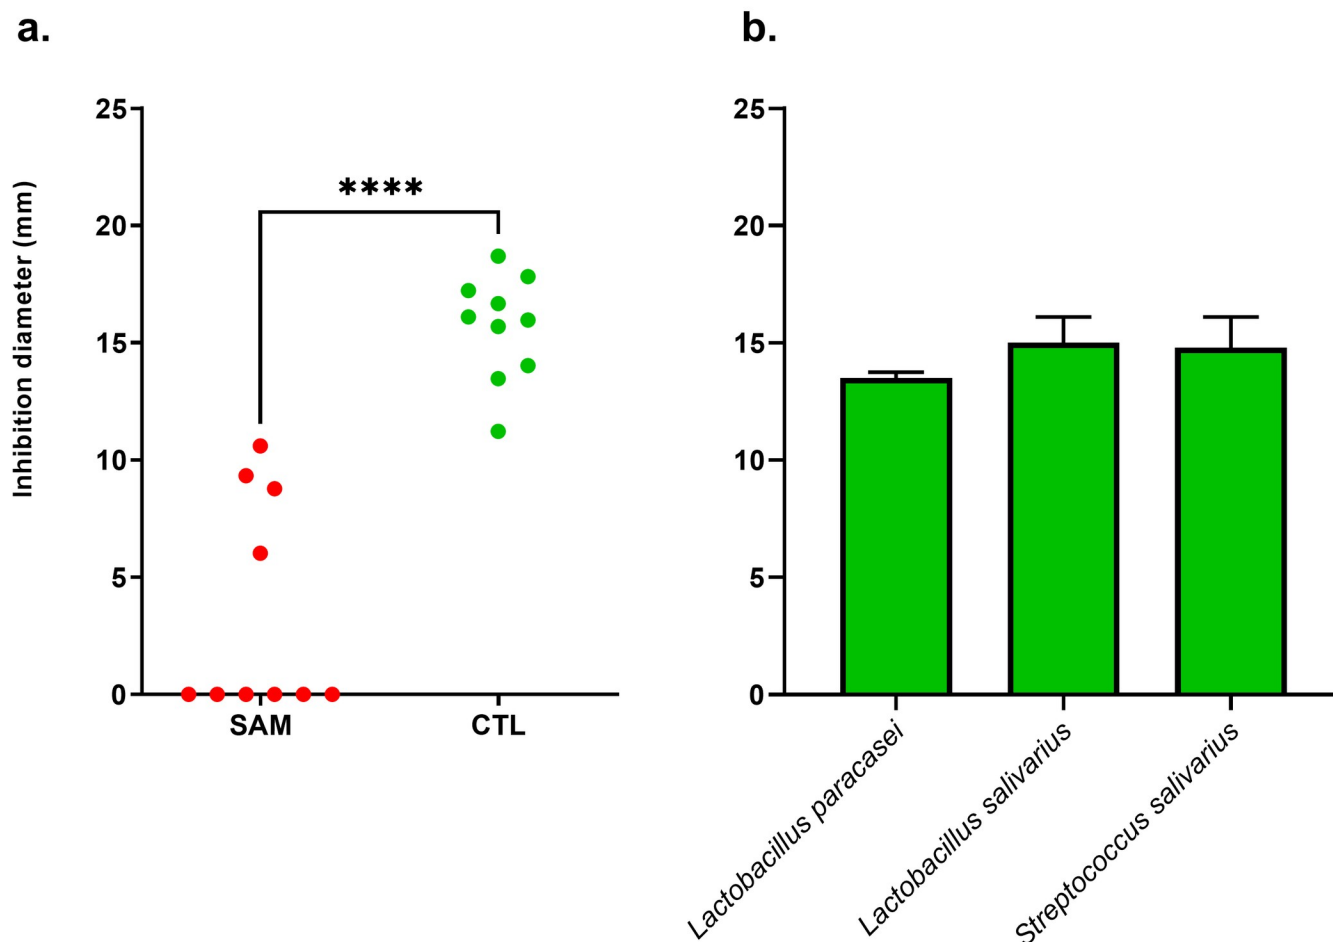 a.
Inhibition diameter (mm)
25
20
15
10
5
0
****
SAM
CTL
b.
25
20
15
10
5
0
Lactobacillus paracasei
Lactobacillus salivarius
Streptococcus salivarius